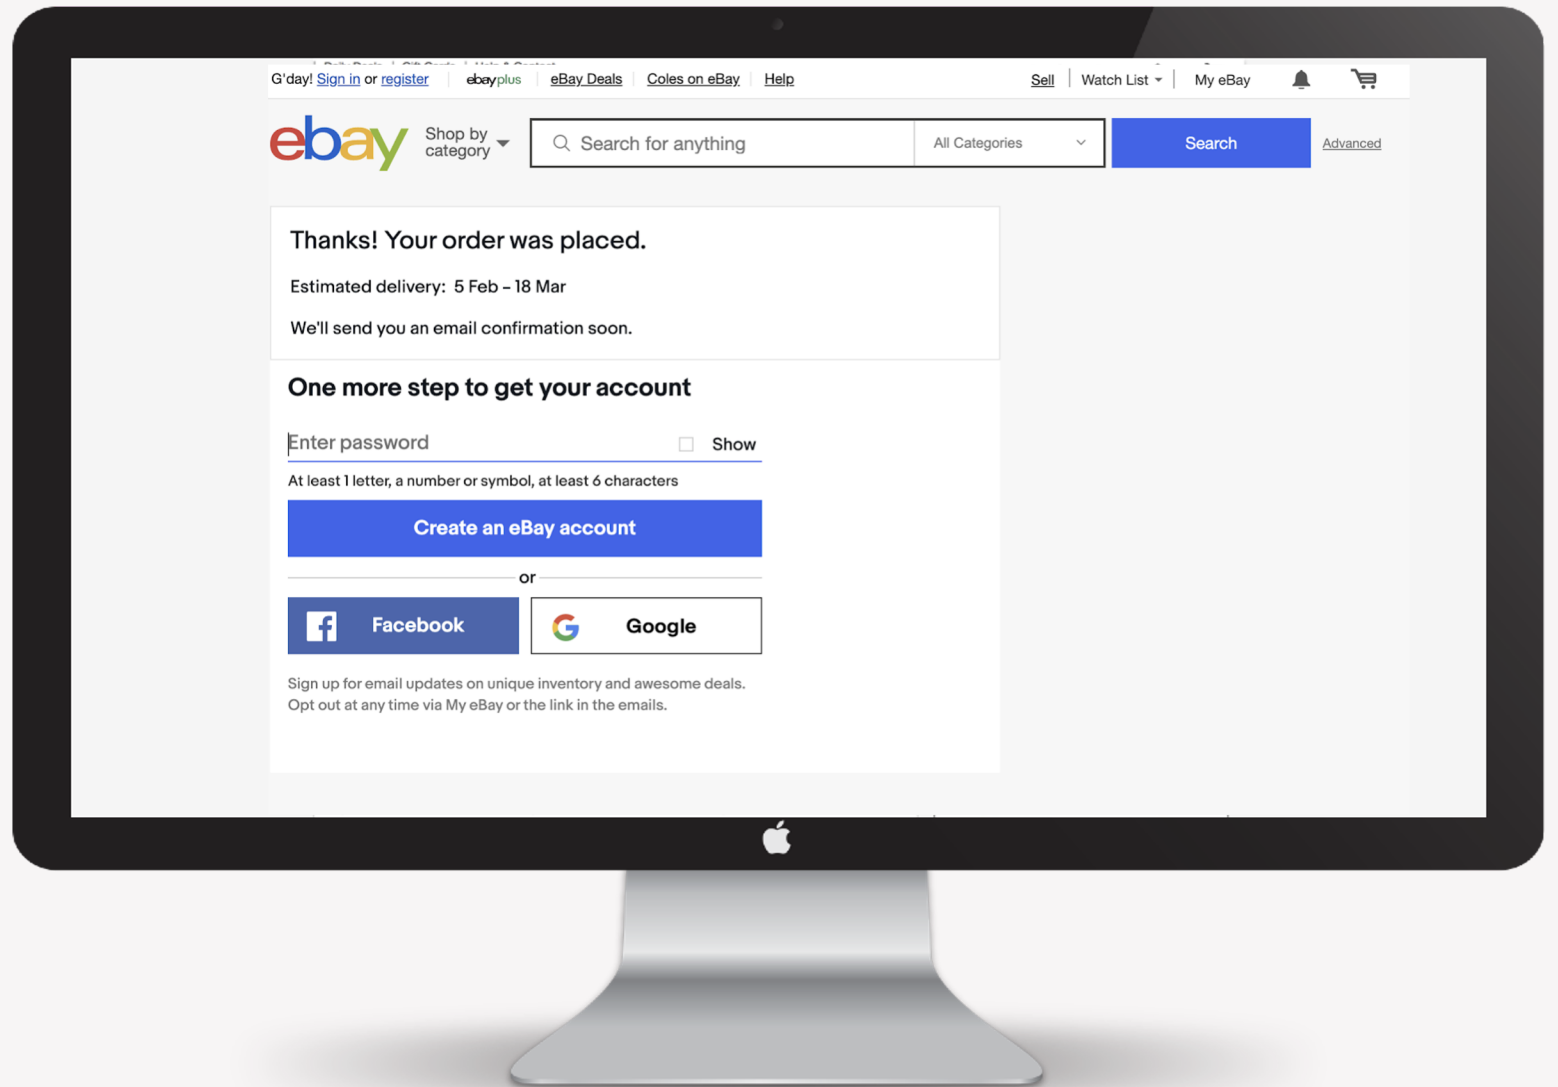 G'day! Sign in or register ebayplus eBay Deals Coles on eBay Help Sell Watch List My eBay
ebay Shop by category Search for anything All Categories Search Advanced
Thanks! Your order was placed.
Estimated delivery: 5 Feb – 18 Mar
We'll send you an email confirmation soon.
One more step to get your account
Enter password Show
At least 1 letter, a number or symbol, at least 6 characters
Create an eBay account
or
Facebook Google
Sign up for email updates on unique inventory and awesome deals.
Opt out at any time via My eBay or the link in the emails.